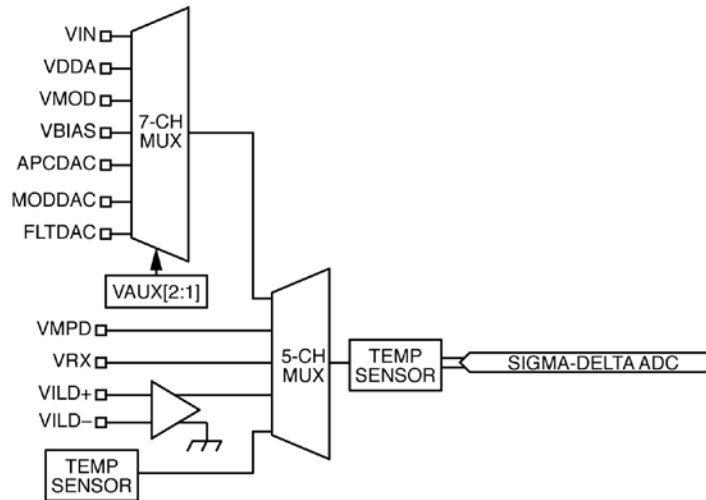 VIN
VDDA
VMOD
7-CH
MUX
VBIAS
APCDAC
MODDAC
FLTDAC
VAUX[2:1]
VMPD
VRX
5-CH
MUX
TEMP
SENSOR
SIGMA-DELTA ADC
VILD+
VILD−
TEMP
SENSOR